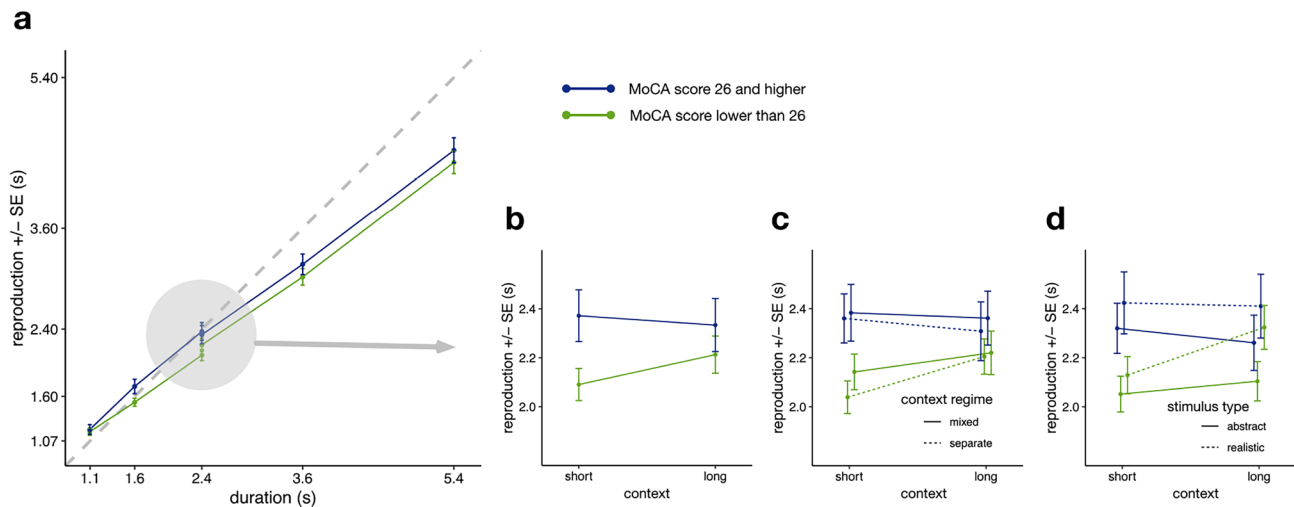 a
reproduction +/- SE (s)
5.40
3.60
2.40
1.60
1.07
1.1 1.6 2.4 3.6 5.4
duration (s)
MoCA score 26 and higher
MoCA score lower than 26
b
reproduction +/- SE (s)
2.4
2.2
2.0
short long
context
c
reproduction +/- SE (s)
2.4
2.2
2.0
context regime
mixed
separate
short long
context
d
reproduction +/- SE (s)
2.4
2.2
2.0
stimulus type
abstract
realistic
short long
context